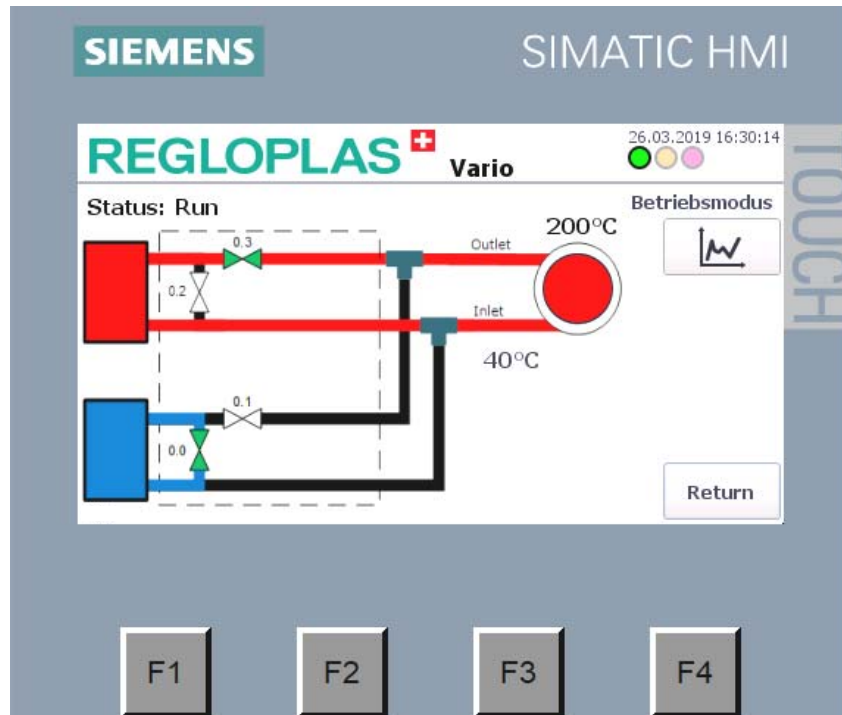 SIEMENS
SIMATIC HMI
TOUCH
REGLOPLAS
Vario
26.03.2019 16:30:14
Status: Run
Betriebsmodus
0.3
Outlet
200°C
0.2
Inlet
40°C
0.1
0.0
Return
F1 F2 F3 F4